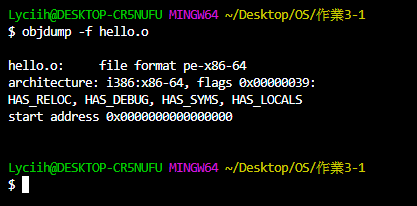 Lyciih@DESKTOP-CR5NUFU MINGW64 ~/Desktop/OS/作業3-1
$ objdump -f hello.o
hello.o:     file format pe-x86-64
architecture: i386:x86-64, flags 0x00000039:
HAS_RELOC, HAS_DEBUG, HAS_SYMS, HAS_LOCALS
start address 0x0000000000000000
Lyciih@DESKTOP-CR5NUFU MINGW64 ~/Desktop/OS/作業3-1
$